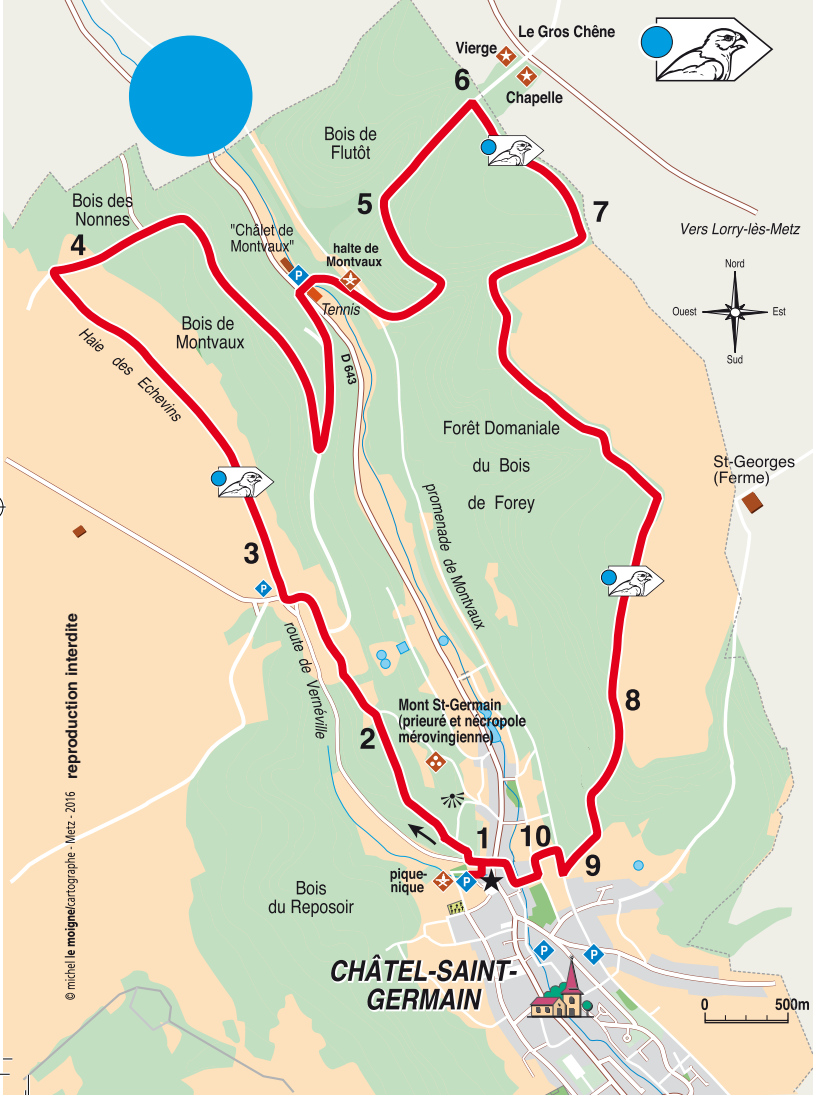 Le Gros Chêne
Vierge
6
Chapelle
Bois de
Flutôt
Bois des
Nonnes
5
7
4
"Châlet de
Montvaux"
halte de
Montvaux
Vers Lorry-lès-Metz
Nord
Ouest
Est
Sud
P
Tennis
Bois de
Montvaux
Haie des Echevins
D 643
Forêt Domaniale
du Bois
de Forey
St-Georges
(Ferme)
promenade de Montvaux
3
P
route de Vernéville
8
Mont St-Germain
(prieuré et nécropole
mérovingienne)
2
1
10
9
pique-
nique
P
Bois
du Reposoir
CHÂTEL-SAINT-
GERMAIN
P
P
0
500m
© michel le moigne/cartographe - Metz - 2016 reproduction interdite